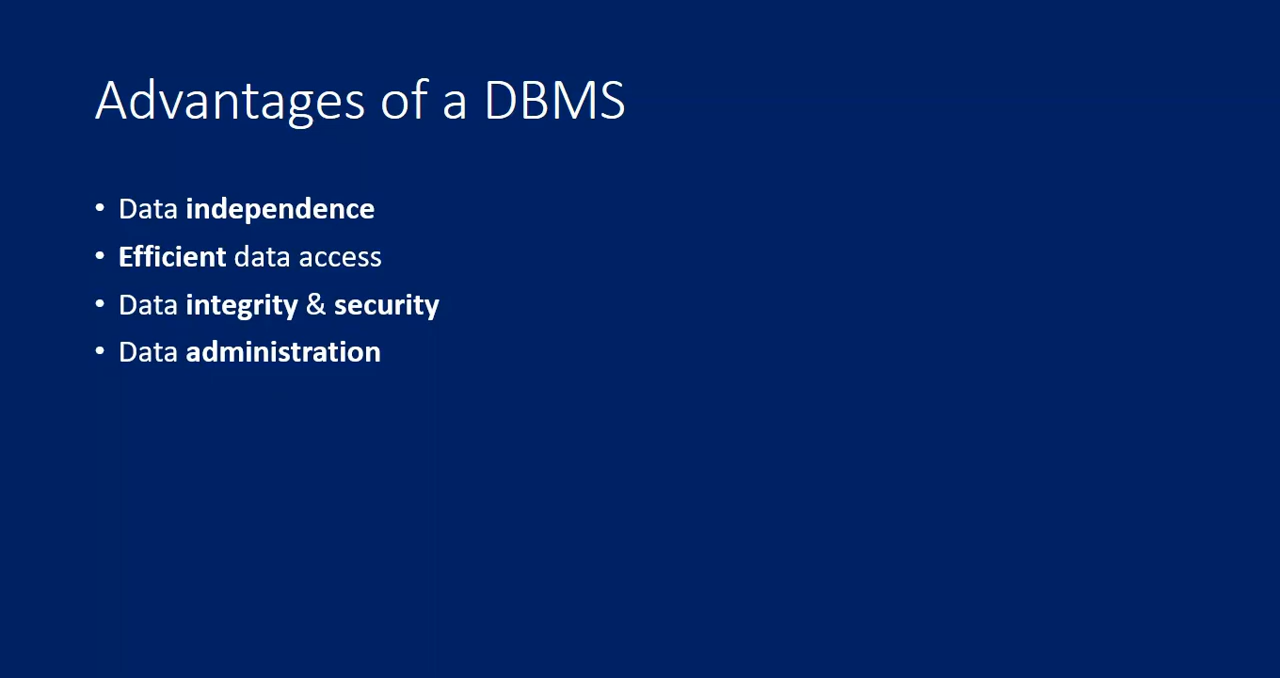 Advantages of a DBMS
• Data independence
• Efficient data access
• Data integrity & security
• Data administration